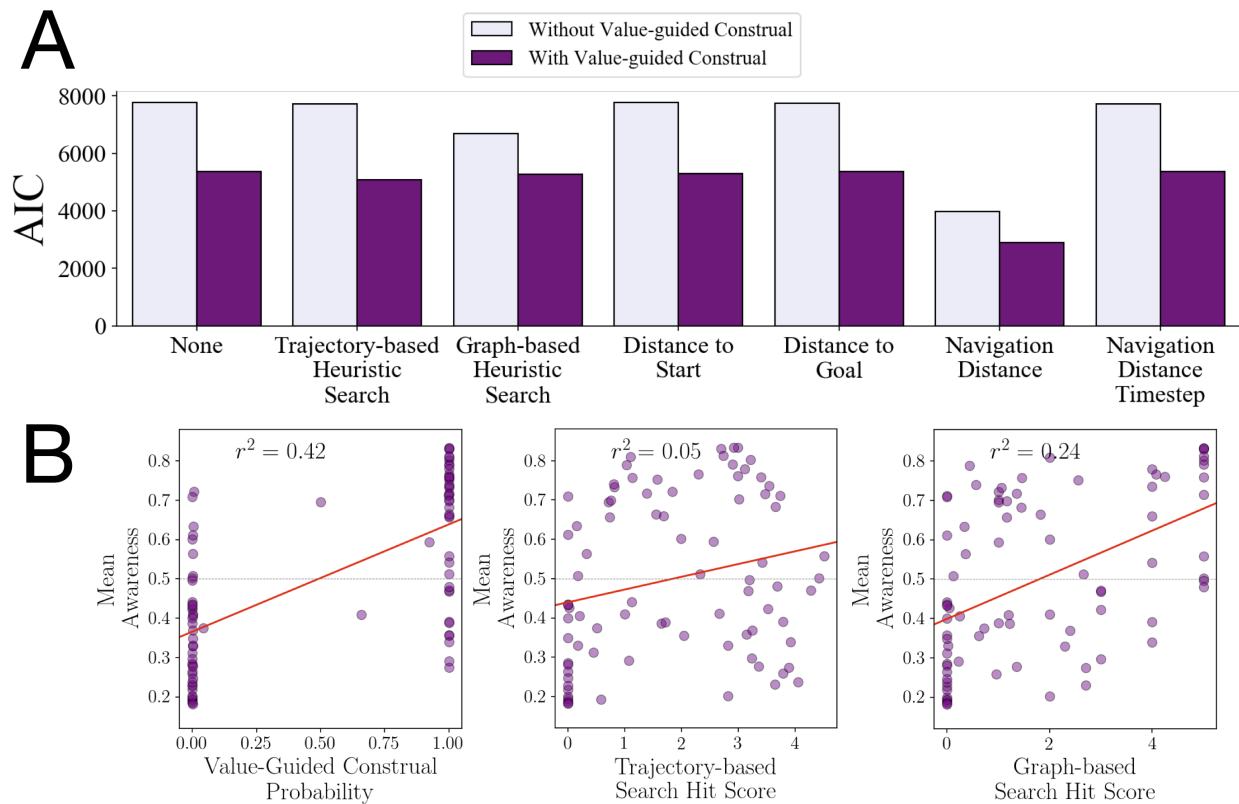 A
Without Value-guided Construal
With Value-guided Construal
AIC
8000
6000
4000
2000
0
None
Trajectory-based
Heuristic
Search
Graph-based
Heuristic
Search
Distance to
Start
Distance to
Goal
Navigation
Distance
Navigation
Distance
Timestep
B
r² = 0.42
Mean
Awareness
0.8
0.7
0.6
0.5
0.4
0.3
0.2
0.00 0.25 0.50 0.75 1.00
Value-Guided Construal
Probability
r² = 0.05
Mean
Awareness
0.8
0.7
0.6
0.5
0.4
0.3
0.2
0 1 2 3 4
Trajectory-based
Search Hit Score
r² = 0.24
Mean
Awareness
0.8
0.7
0.6
0.5
0.4
0.3
0.2
0 2 4
Graph-based
Search Hit Score